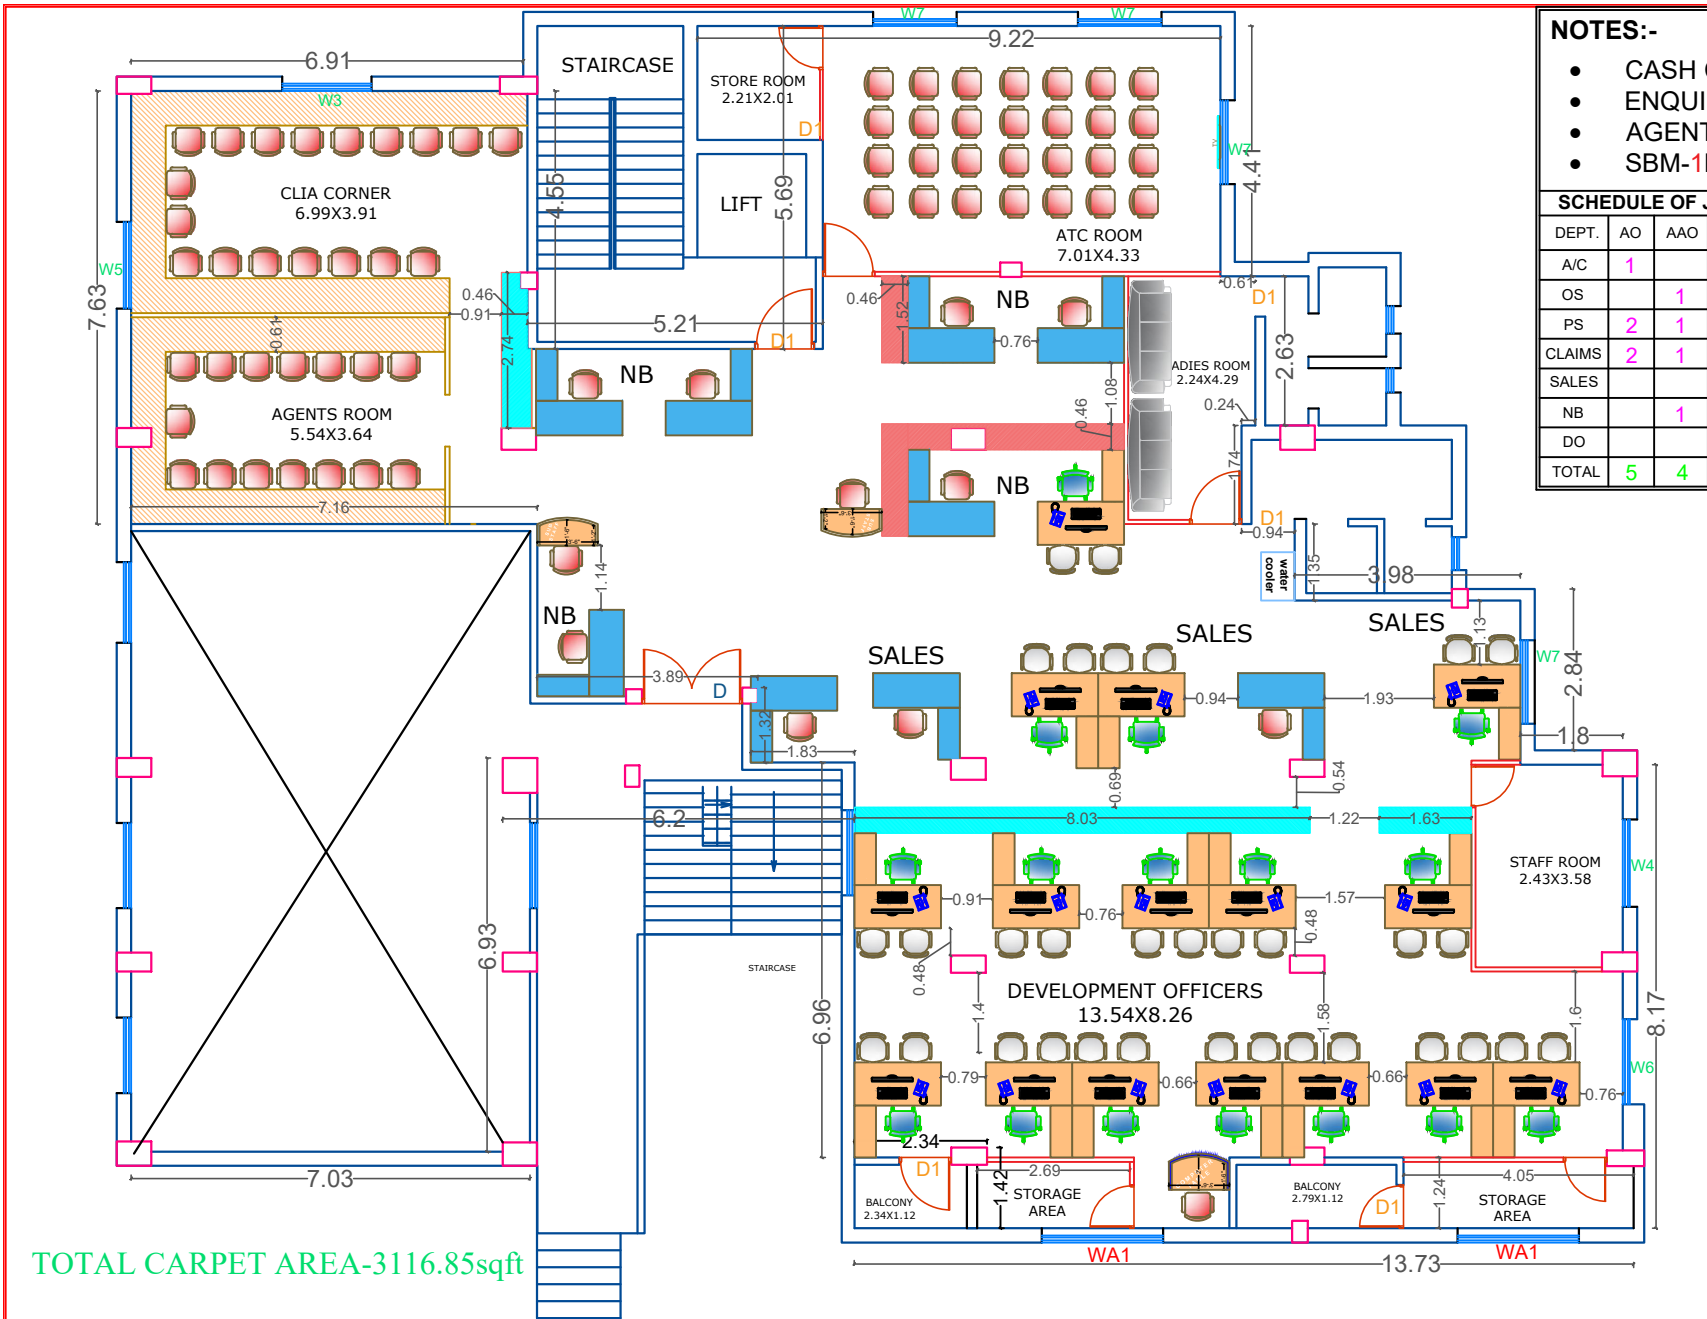 W7
W7
9.22
6.91
STAIRCASE
STORE ROOM
2.21X2.01
D1
W3
W7
4.41
CLIA CORNER
6.99X3.91
4.55
LIFT
5.69
ATC ROOM
7.01X4.33
W5
7.63
0.46
0.91
0.61
2.74
5.21
D1
NB
0.46
1.52
NB
0.76
0.61
D1
2.63
ADIES ROOM
2.24X4.29
1.08
0.46
0.24
1.74
AGENTS ROOM
5.54X3.64
7.16
NB
D1
0.94
1.35
3.98
water
cooler
1.14
NB
3.89
D
1.32
1.83
SALES
SALES
SALES
1.13
W7
2.84
0.94
1.93
1.8
0.69
0.54
6.2
8.03
1.22
1.63
STAFF ROOM
2.43X3.58
W4
0.91
0.76
1.57
0.48
0.48
6.93
STAIRCASE
6.96
DEVELOPMENT OFFICERS
13.54X8.26
1.4
1.58
1.6
8.17
W6
0.79
0.66
0.66
0.76
2.34
D1
1.42
2.69
BALCONY
2.34X1.12
STORAGE
AREA
BALCONY
2.79X1.12
D1
1.24
4.05
STORAGE
AREA
7.03
WA1
WA1
13.73
TOTAL CARPET AREA-3116.85sqft
NOTES:-
• CASH
• ENQUI
• AGENT
• SBM-1
SCHEDULE OF J
DEPT. AO AAO
A/C 1
OS 1
PS 2 1
CLAIMS 2 1
SALES
NB 1
DO
TOTAL 5 4